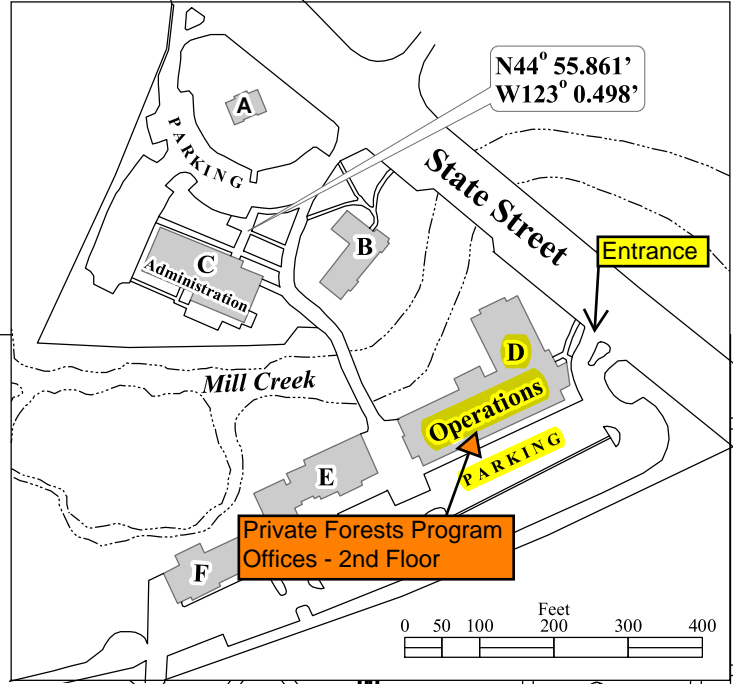 N44° 55.861’
W123° 0.498’
A
PARKING
State Street
B
Entrance
C
Administration
D
Mill Creek
Operations
PARKING
E
Private Forests Program
Offices - 2nd Floor
F
Feet
0 50 100 200 300 400